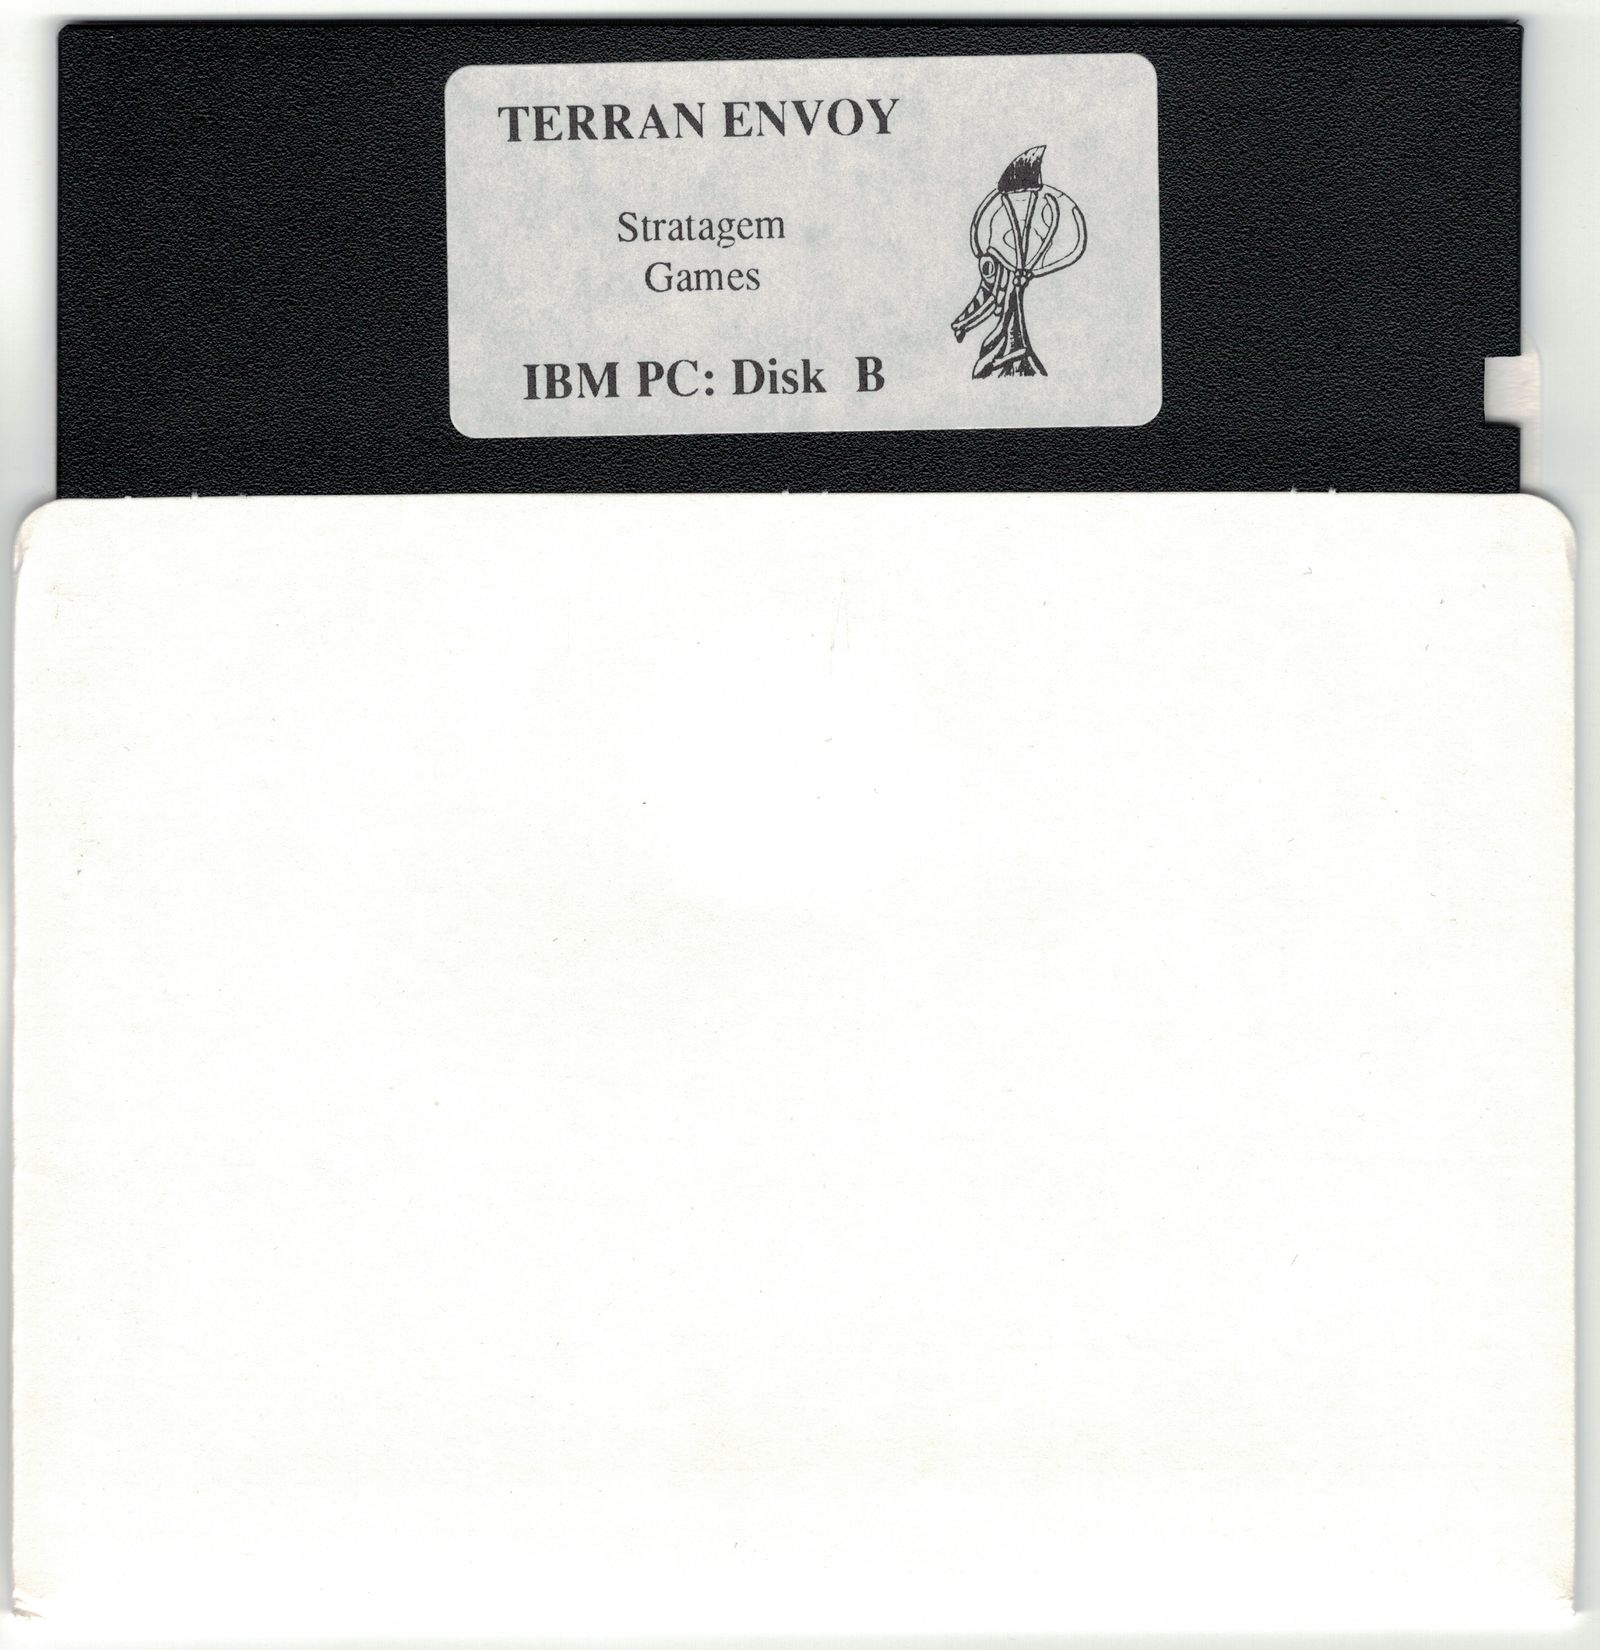 TERRAN ENVOY
Stratagem
Games
IBM PC: Disk B